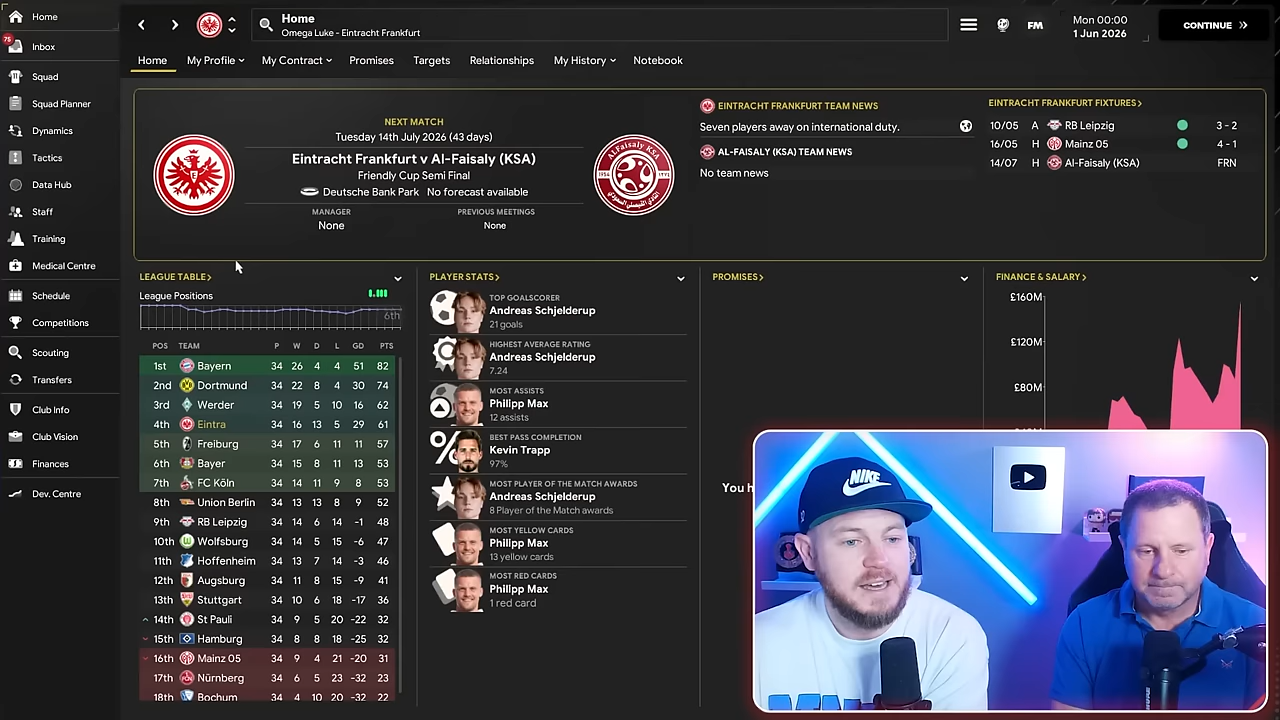 Home
Inbox
75
Squad
Squad Planner
Dynamics
Tactics
Data Hub
Staff
Training
Medical Centre
Schedule
Competitions
Scouting
Transfers
Club Info
Club Vision
Finances
Dev. Centre
Home
Omega Luke - Eintracht Frankfurt
FM
Mon 00:00
1 Jun 2026
CONTINUE
Home My Profile My Contract Promises Targets Relationships My History Notebook
NEXT MATCH
Tuesday 14th July 2026 (43 days)
Eintracht Frankfurt v Al-Faisaly (KSA)
Friendly Cup Semi Final
Deutsche Bank Park No forecast available
MANAGER PREVIOUS MEETINGS
None None
EINTRACHT FRANKFURT TEAM NEWS
Seven players away on international duty.
AL-FAISALY (KSA) TEAM NEWS
No team news
EINTRACHT FRANKFURT FIXTURES
10/05 A RB Leipzig 3 - 2
16/05 H Mainz 05 4 - 1
14/07 H Al-Faisaly (KSA) FRN
LEAGUE TABLE
League Positions
6th
POS TEAM P W D L GD PTS
1st Bayern 34 26 4 4 51 82
2nd Dortmund 34 22 8 4 30 74
3rd Werder 34 19 5 10 16 62
4th Eintra 34 16 13 5 29 61
5th Freiburg 34 17 6 11 11 57
6th Bayer 34 15 8 11 13 53
7th FC Köln 34 14 11 9 8 53
8th Union Berlin 34 13 13 8 9 52
9th RB Leipzig 34 14 6 14 -1 48
10th Wolfsburg 34 14 5 15 -6 47
11th Hoffenheim 34 13 7 14 -3 46
12th Augsburg 34 11 8 15 -9 41
13th Stuttgart 34 10 6 18 -17 36
14th St Pauli 34 9 5 20 -22 32
15th Hamburg 34 8 8 18 -25 32
16th Mainz 05 34 9 4 21 -20 31
17th Nürnberg 34 6 5 23 -32 23
18th Bochum 34 4 10 20 -32 22
PLAYER STATS
TOP GOALSCORER
Andreas Schjelderup
21 goals
HIGHEST AVERAGE RATING
Andreas Schjelderup
7.24
MOST ASSISTS
Philipp Max
12 assists
BEST PASS COMPLETION
Kevin Trapp
97%
MOST PLAYER OF THE MATCH AWARDS
Andreas Schjelderup
8 Player of the Match awards
MOST YELLOW CARDS
Philipp Max
13 yellow cards
MOST RED CARDS
Philipp Max
1 red card
PROMISES
You h
FINANCE & SALARY
£160M
£120M
£80M
NIKE